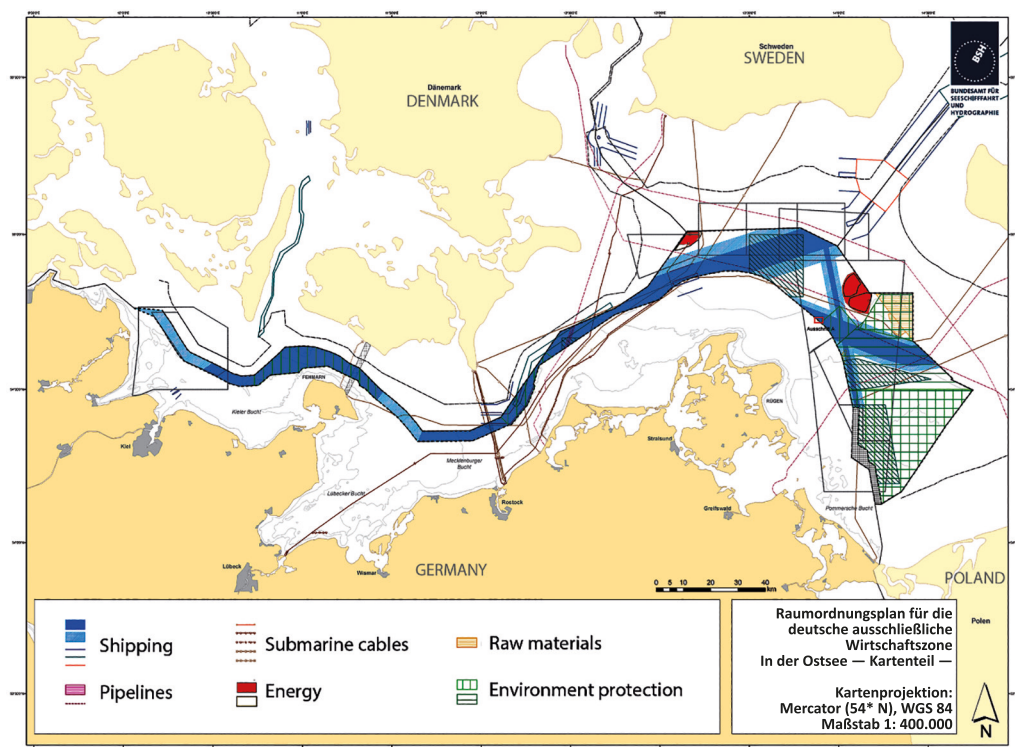 Schweden
SWEDEN
BSH
BUNDESAMT FÜR
SEESCHIFFFAHRT
UND
HYDROGRAPHIE
Dänemark
DENMARK
Ausschnitt A
FEHMARN
Kieler Bucht
RÜGEN
Kiel
Stralsund
Mecklenburger
Bucht
Lübecker Bucht
Rostock
Greifswald
Pommersche Bucht
Lübeck
Wismar
GERMANY
POLAND
0 5 10 20 30 40
km
Polen
Shipping
Submarine cables
Raw materials
Pipelines
Energy
Environment protection
Raumordnungsplan für die
deutsche ausschließliche
Wirtschaftszone
In der Ostsee — Kartenteil —
Kartenprojektion:
Mercator (54* N), WGS 84
Maßstab 1: 400.000
N